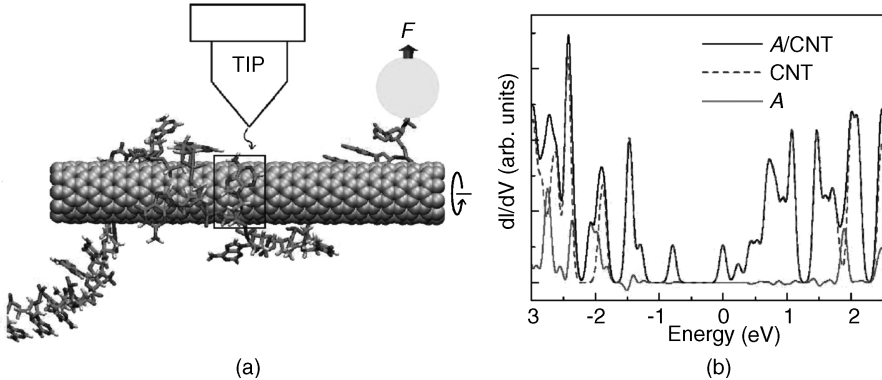 TIP
F
(a)
dI/dV (arb. units)
A/CNT
CNT
A
3 -2 -1 0 1 2
Energy (eV)
(b)